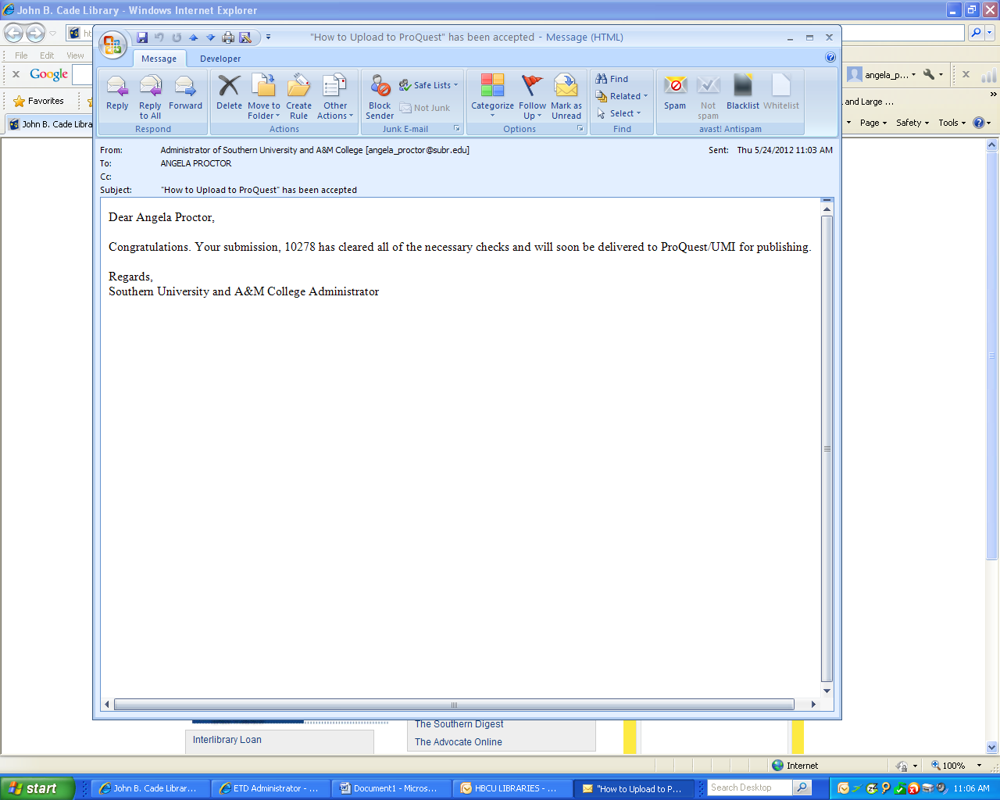 John B. Cade Library - Windows Internet Explorer
"How to Upload to ProQuest" has been accepted - Message (HTML)
File Edit View
Message Developer
Google
angela_p...
Favorites
Reply
Reply to All
Forward
Respond
Delete
Move to Folder
Create Rule
Other Actions
Actions
Block Sender
Safe Lists
Not Junk
Junk E-mail
Categorize
Follow Up
Mark as Unread
Options
Find
Related
Select
Find
Spam
Not spam
Blacklist
Whitelist
avast! Antispam
and Large ...
John B. Cade Libra
Page Safety Tools
From: Administrator of Southern University and A&M College [angela_proctor@subr.edu] Sent: Thu 5/24/2012 11:03 AM
To: ANGELA PROCTOR
Cc:
Subject: "How to Upload to ProQuest" has been accepted
Dear Angela Proctor,
Congratulations. Your submission, 10278 has cleared all of the necessary checks and will soon be delivered to ProQuest/UMI for publishing.
Regards,
Southern University and A&M College Administrator
Interlibrary Loan
The Southern Digest
The Advocate Online
Internet
100%
start
John B. Cade Librar...
ETD Administrator - ...
Document1 - Micros...
HBCU LIBRARIES - ...
"How to Upload to P...
Search Desktop
11:06 AM